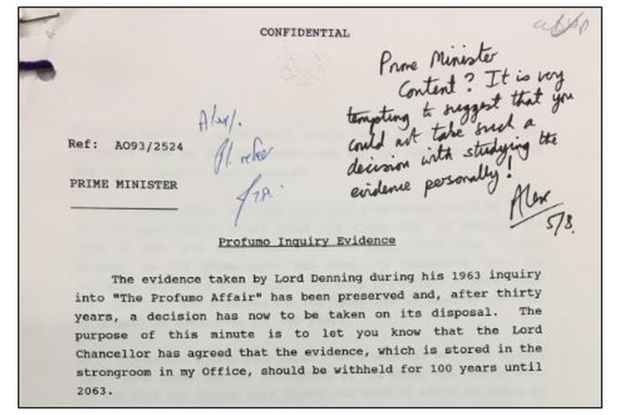 CONFIDENTIAL
Prime Minister
Content? It is very
tempting to suggest that you
could not take such a
decision with studying the
evidence personally!
Alex
5/8.
Alex/.
Pl. refer
Ref: AO93/2524
PRIME MINISTER
Profumo Inquiry Evidence
The evidence taken by Lord Denning during his 1963 inquiry
into "The Profumo Affair" has been preserved and, after thirty
years, a decision has now to be taken on its disposal. The
purpose of this minute is to let you know that the Lord
Chancellor has agreed that the evidence, which is stored in the
strongroom in my Office, should be withheld for 100 years until
2063.